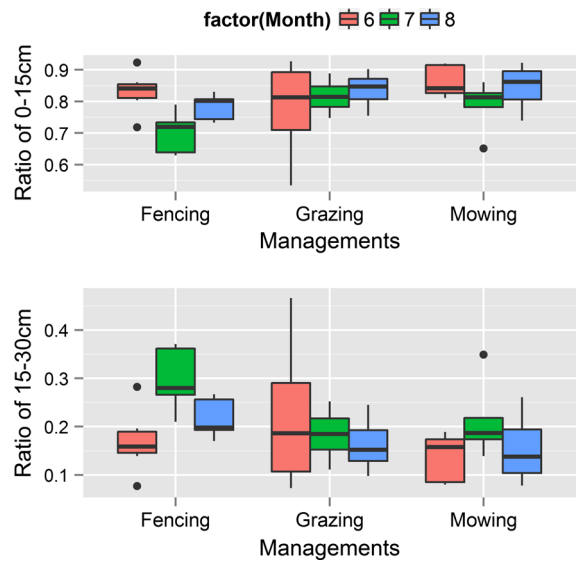 factor(Month) 6 7 8
Ratio of 0-15cm
0.9
0.8
0.7
0.6
Fencing Grazing Mowing
Managements
Ratio of 15-30cm
0.4
0.3
0.2
0.1
Fencing Grazing Mowing
Managements